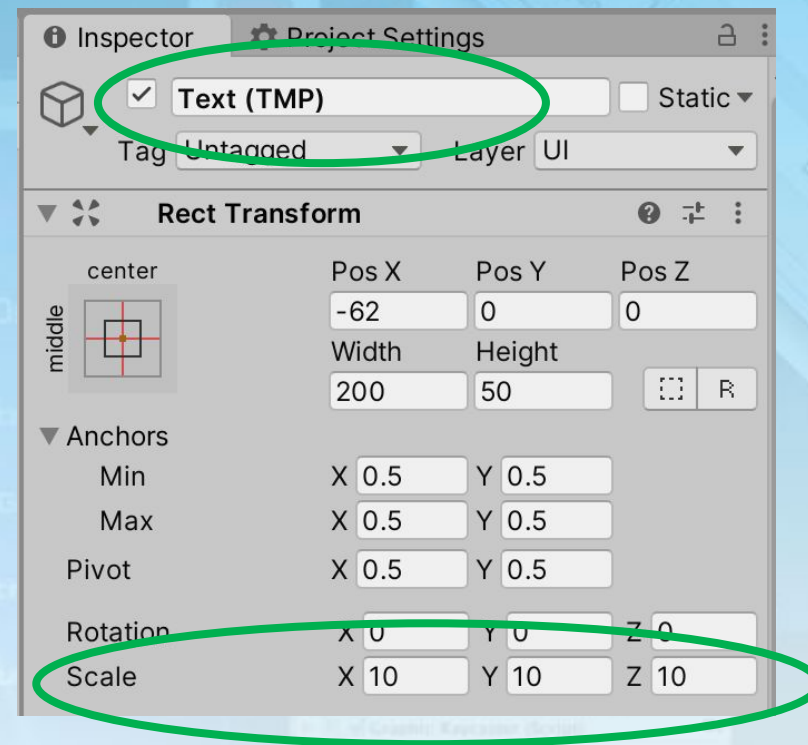 Inspector Project Settings
Text (TMP) Static
Tag Untagged Layer UI
Rect Transform
center Pos X Pos Y Pos Z
middle
-62 0 0
Width Height
200 50 R
Anchors
Min X 0.5 Y 0.5
Max X 0.5 Y 0.5
Pivot X 0.5 Y 0.5
Rotation X 0 Y 0 Z 0
Scale X 10 Y 10 Z 10